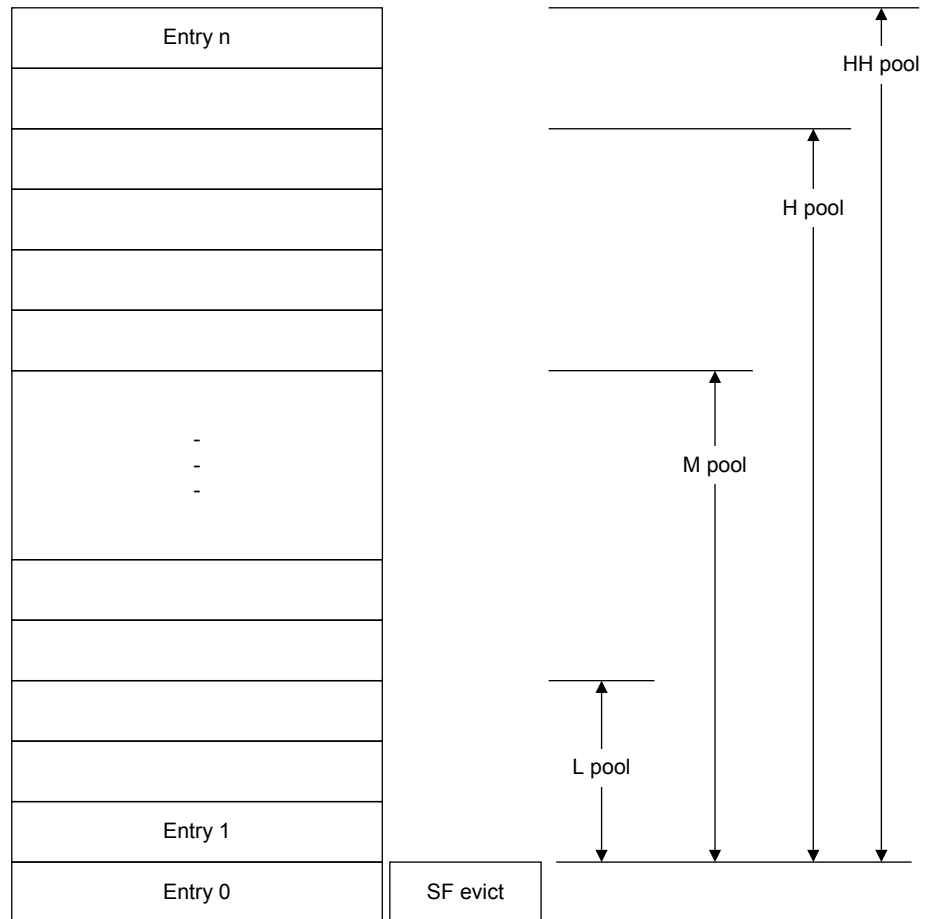 Entry n
HH pool
H pool
-
-
-
M pool
L pool
Entry 1
Entry 0
SF evict